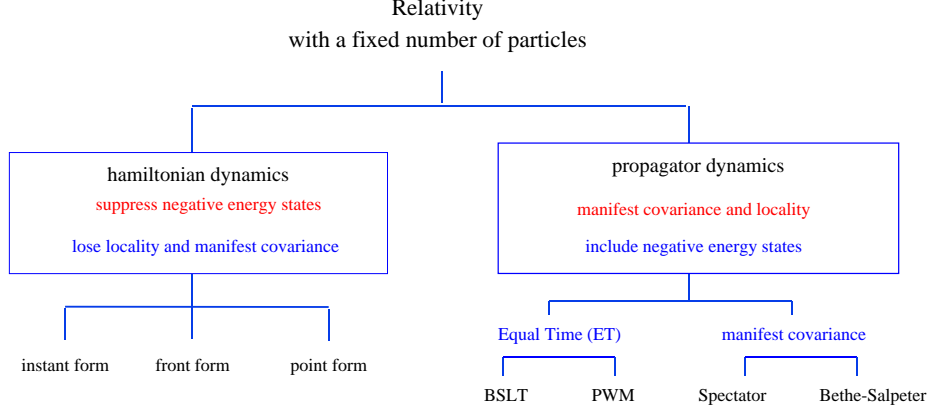 Relativity
with a fixed number of particles
hamiltonian dynamics
suppress negative energy states
lose locality and manifest covariance
propagator dynamics
manifest covariance and locality
include negative energy states
instant form
front form
point form
Equal Time (ET)
manifest covariance
BSLT
PWM
Spectator
Bethe-Salpeter